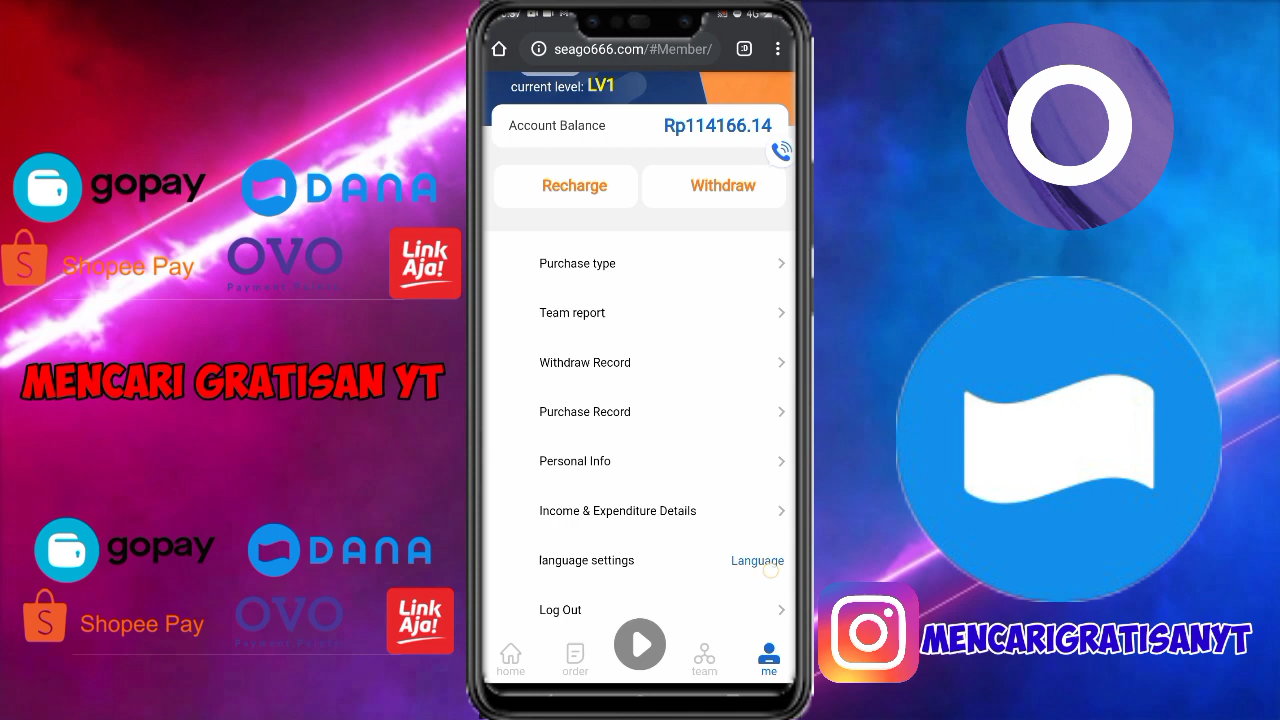 gopay
DANA
Shopee Pay
OVO
Link
Aja!
MENCARI GRATISAN YT
gopay
DANA
Shopee Pay
OVO
Link
Aja!
4G
seago666.com/#Member/
:D
current level: LV1
Account Balance
Rp114166.14
Recharge
Withdraw
Purchase type
Team report
Withdraw Record
Purchase Record
Personal Info
Income & Expenditure Details
language settings
Language
Log Out
home
order
team
me
MENCARIGRATISANYT